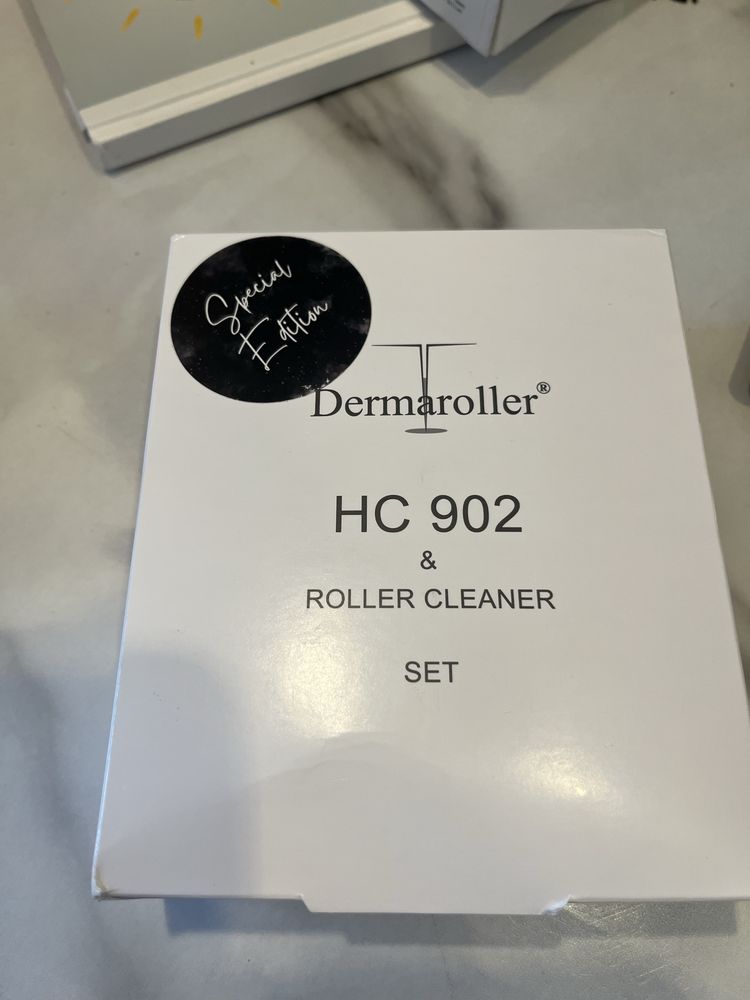 Special
Edition
Dermaroller®
HC 902
&
ROLLER CLEANER
SET